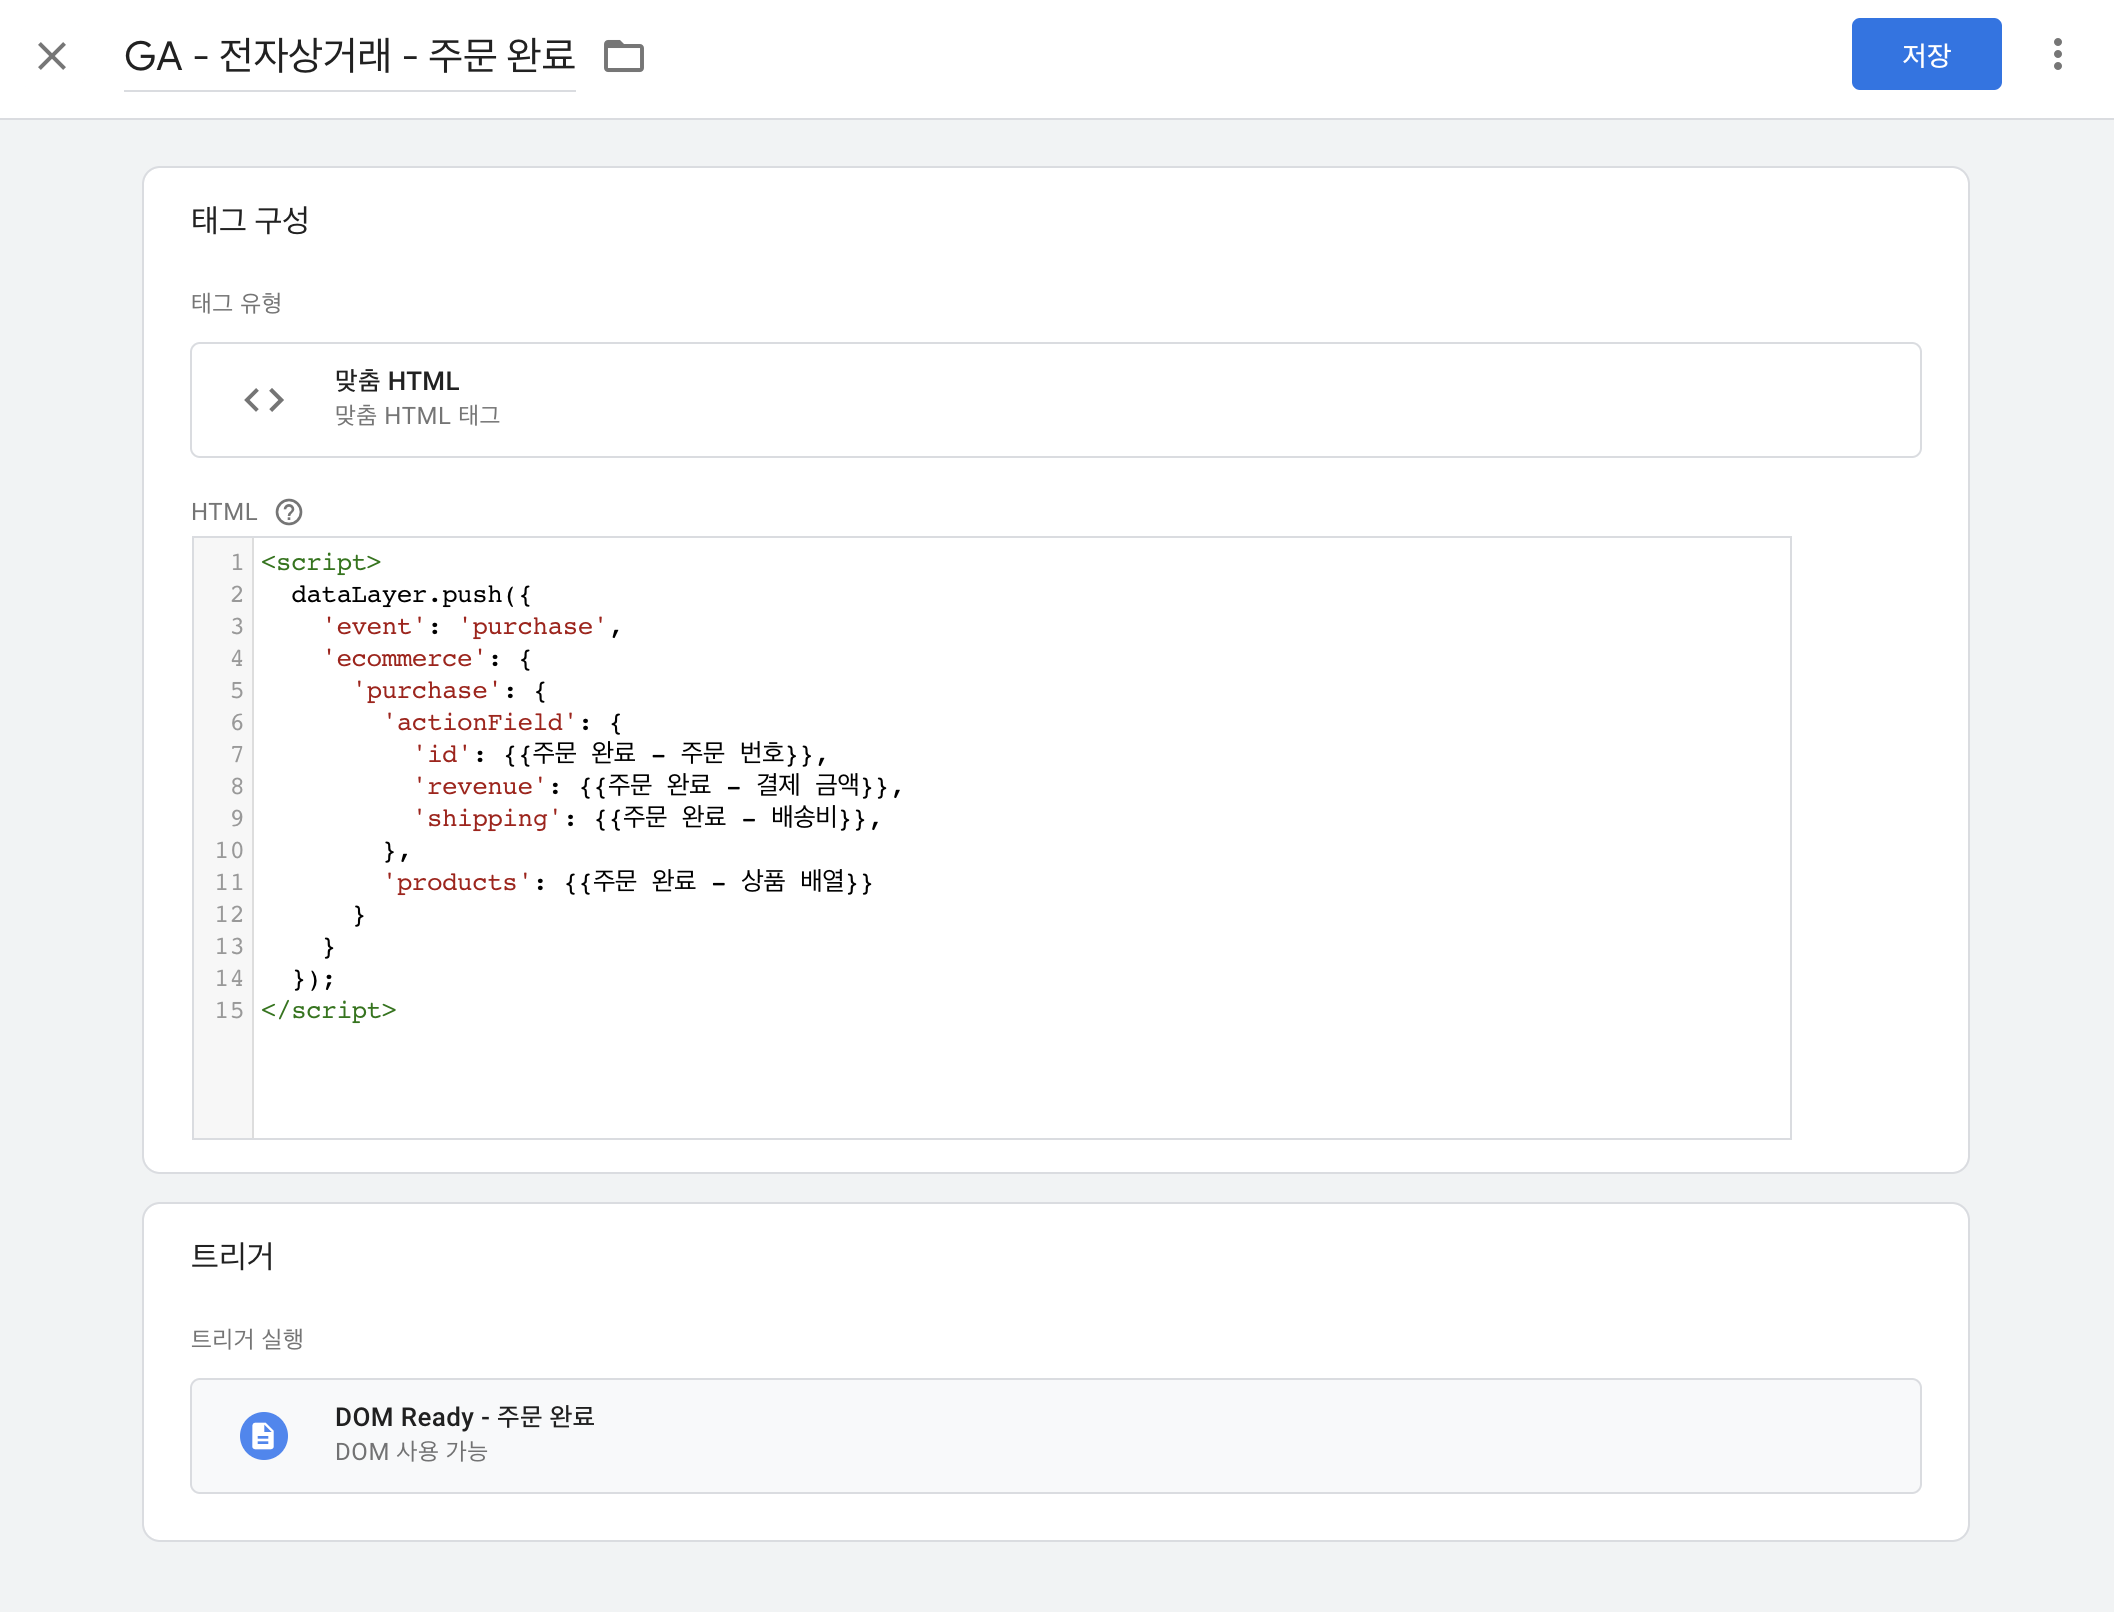 GA - 전자상거래 - 주문 완료
저장
태그 구성
태그 유형
맞춤 HTML
맞춤 HTML 태그
HTML
1 <script>
2 dataLayer.push({
3 'event': 'purchase',
4 'ecommerce': {
5 'purchase': {
6 'actionField': {
7 'id': {{주문 완료 - 주문 번호}},
8 'revenue': {{주문 완료 - 결제 금액}},
9 'shipping': {{주문 완료 - 배송비}},
10 },
11 'products': {{주문 완료 - 상품 배열}}
12 }
13 }
14 });
15 </script>
트리거
트리거 실행
DOM Ready - 주문 완료
DOM 사용 가능